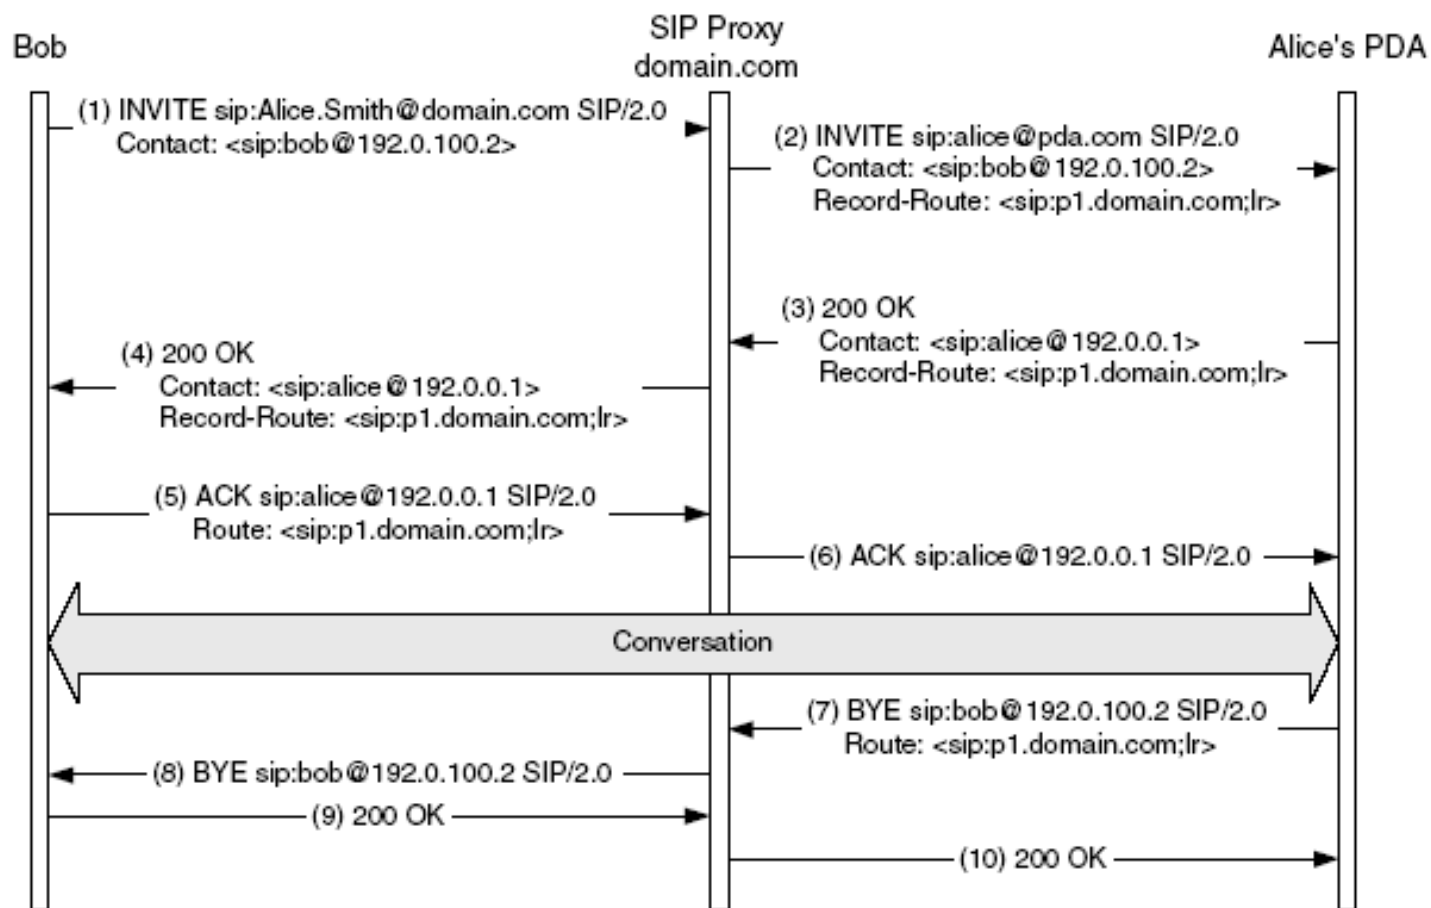 Bob
SIP Proxy
domain.com
Alice's PDA
(1) INVITE sip:Alice.Smith@domain.com SIP/2.0
Contact: <sip:bob@192.0.100.2>
(2) INVITE sip:alice@pda.com SIP/2.0
Contact: <sip:bob@192.0.100.2>
Record-Route: <sip:p1.domain.com;lr>
(3) 200 OK
Contact: <sip:alice@192.0.0.1>
Record-Route: <sip:p1.domain.com;lr>
(4) 200 OK
Contact: <sip:alice@192.0.0.1>
Record-Route: <sip:p1.domain.com;lr>
(5) ACK sip:alice@192.0.0.1 SIP/2.0
Route: <sip:p1.domain.com;lr>
(6) ACK sip:alice@192.0.0.1 SIP/2.0
Conversation
(7) BYE sip:bob@192.0.100.2 SIP/2.0
Route: <sip:p1.domain.com;lr>
(8) BYE sip:bob@192.0.100.2 SIP/2.0
(9) 200 OK
(10) 200 OK